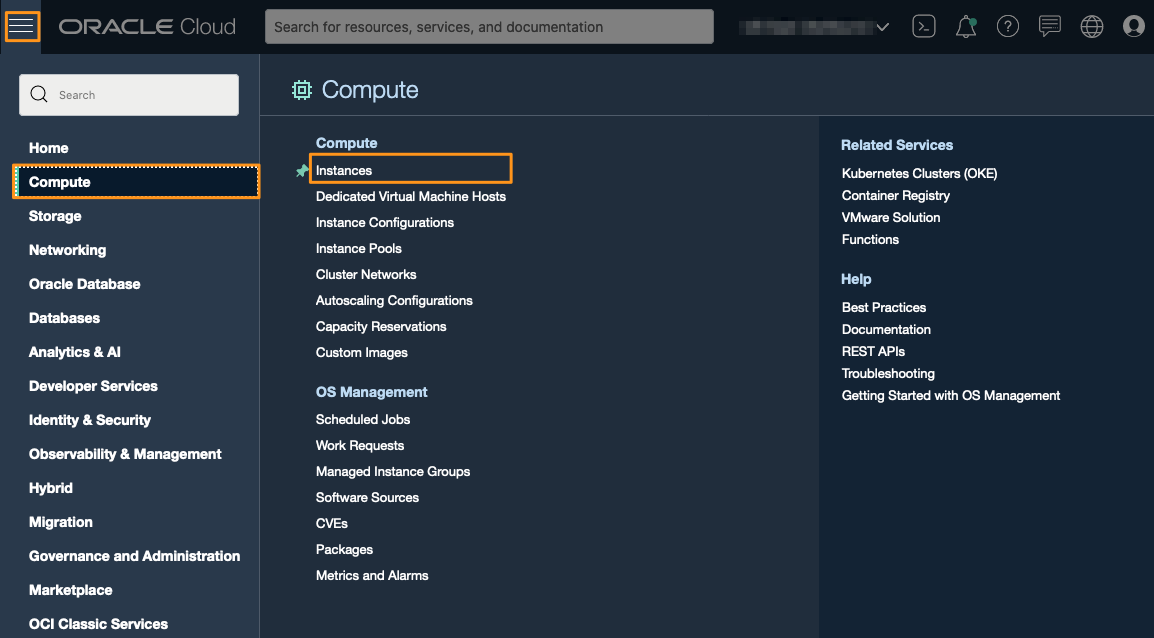 ORACLE Cloud
Search for resources, services, and documentation
Search
Home
Compute
Storage
Networking
Oracle Database
Databases
Analytics & AI
Developer Services
Identity & Security
Observability & Management
Hybrid
Migration
Governance and Administration
Marketplace
OCI Classic Services
Compute
Compute
Instances
Dedicated Virtual Machine Hosts
Instance Configurations
Instance Pools
Cluster Networks
Autoscaling Configurations
Capacity Reservations
Custom Images
OS Management
Scheduled Jobs
Work Requests
Managed Instance Groups
Software Sources
CVEs
Packages
Metrics and Alarms
Related Services
Kubernetes Clusters (OKE)
Container Registry
VMware Solution
Functions
Help
Best Practices
Documentation
REST APIs
Troubleshooting
Getting Started with OS Management